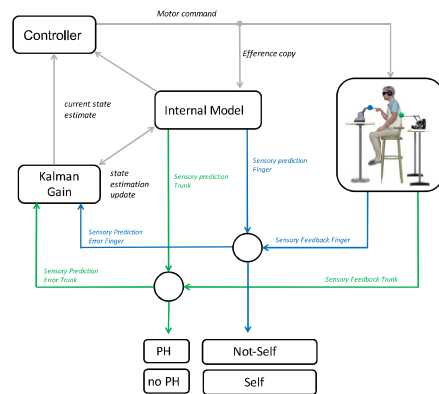 Motor command
Controller
Efference copy
current state
estimate
Internal Model
Kalman
Gain
state
estimation
update
Sensory prediction
Trunk
Sensory prediction
Finger
Sensory Prediction
Error Finger
Sensory Feedback Finger
Sensory Prediction
Error Trunk
Sensory Feedback Trunk
PH
Not-Self
no PH
Self